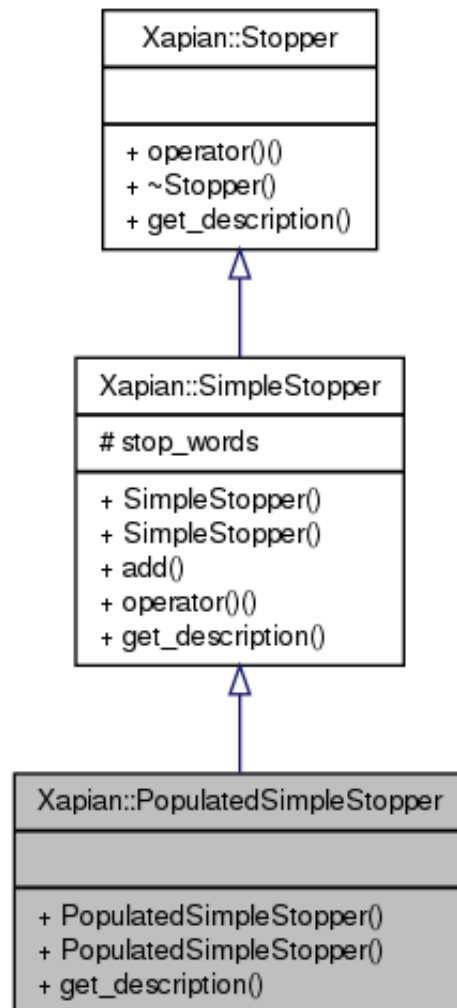 Xapian::Stopper
+ operator()()
+ ~Stopper()
+ get_description()
Xapian::SimpleStopper
# stop_words
+ SimpleStopper()
+ SimpleStopper()
+ add()
+ operator()()
+ get_description()
Xapian::PopulatedSimpleStopper
+ PopulatedSimpleStopper()
+ PopulatedSimpleStopper()
+ get_description()